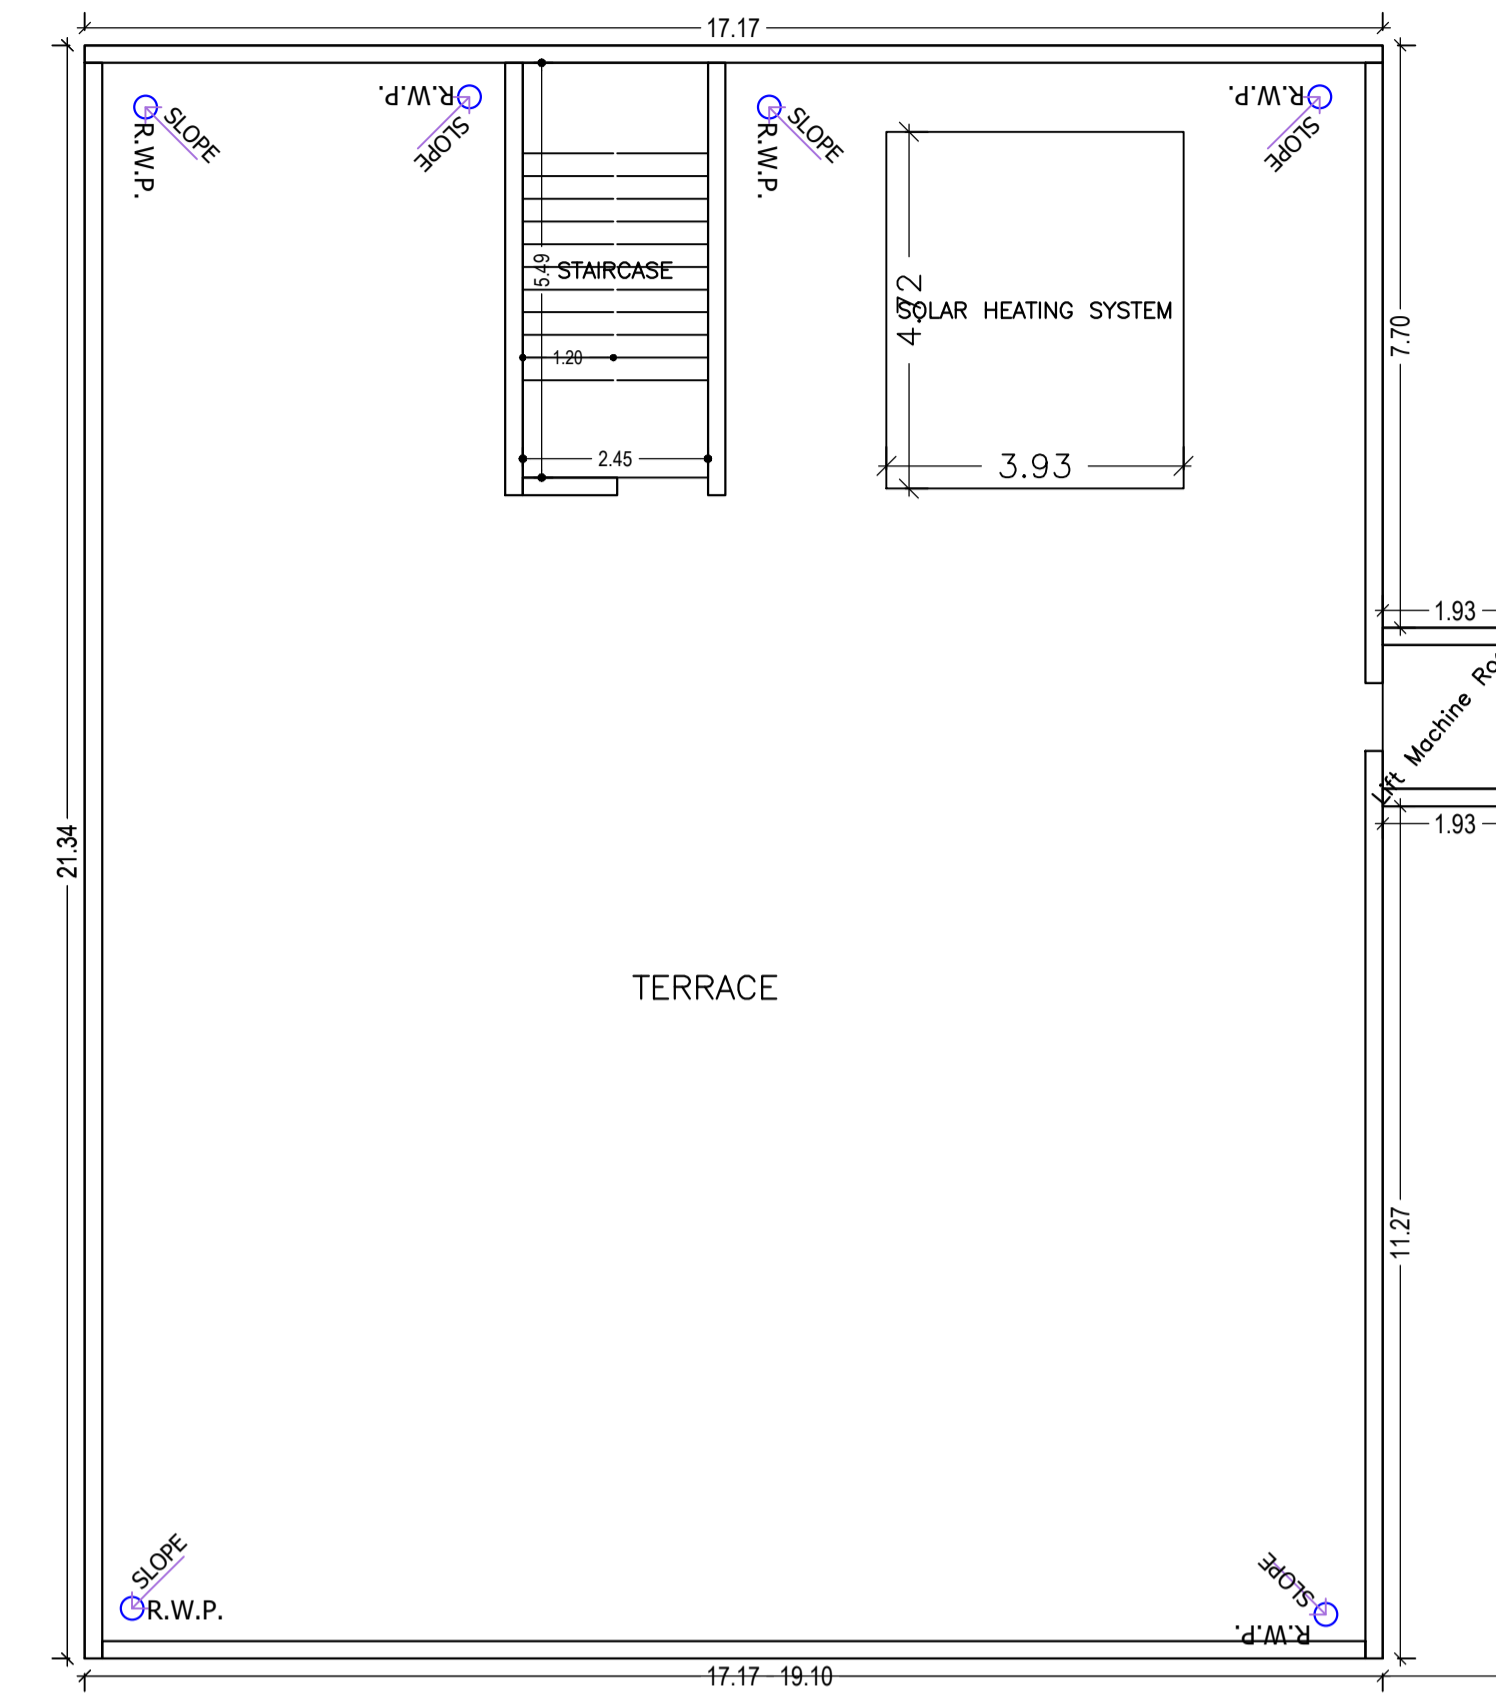 17.17
R.W.P.
SLOPE
R.W.P.
SLOPE
R.W.P.
SLOPE
R.W.P.
SLOPE
5.49
STAIRCASE
1.20
2.45
4.72
SOLAR HEATING SYSTEM
3.93
7.70
1.93
Lift Machine
1.93
21.34
TERRACE
11.27
SLOPE
R.W.P.
SLOPE
R.W.P.
17.17 19.10